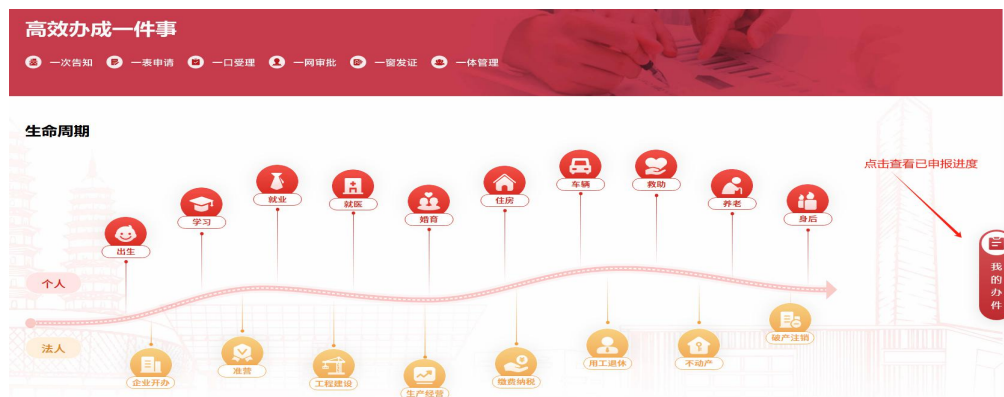 高效办成一件事
一次告知 一表申请 一口受理 一网审批 一窗发证 一体管理
生命周期
点击查看已申报进度
出生
学习
就业
就医
婚育
住房
车辆
救助
养老
身后
我的办件
个人
法人
企业开办
准营
工程建设
生产经营
缴费纳税
用工退休
不动产
破产注销